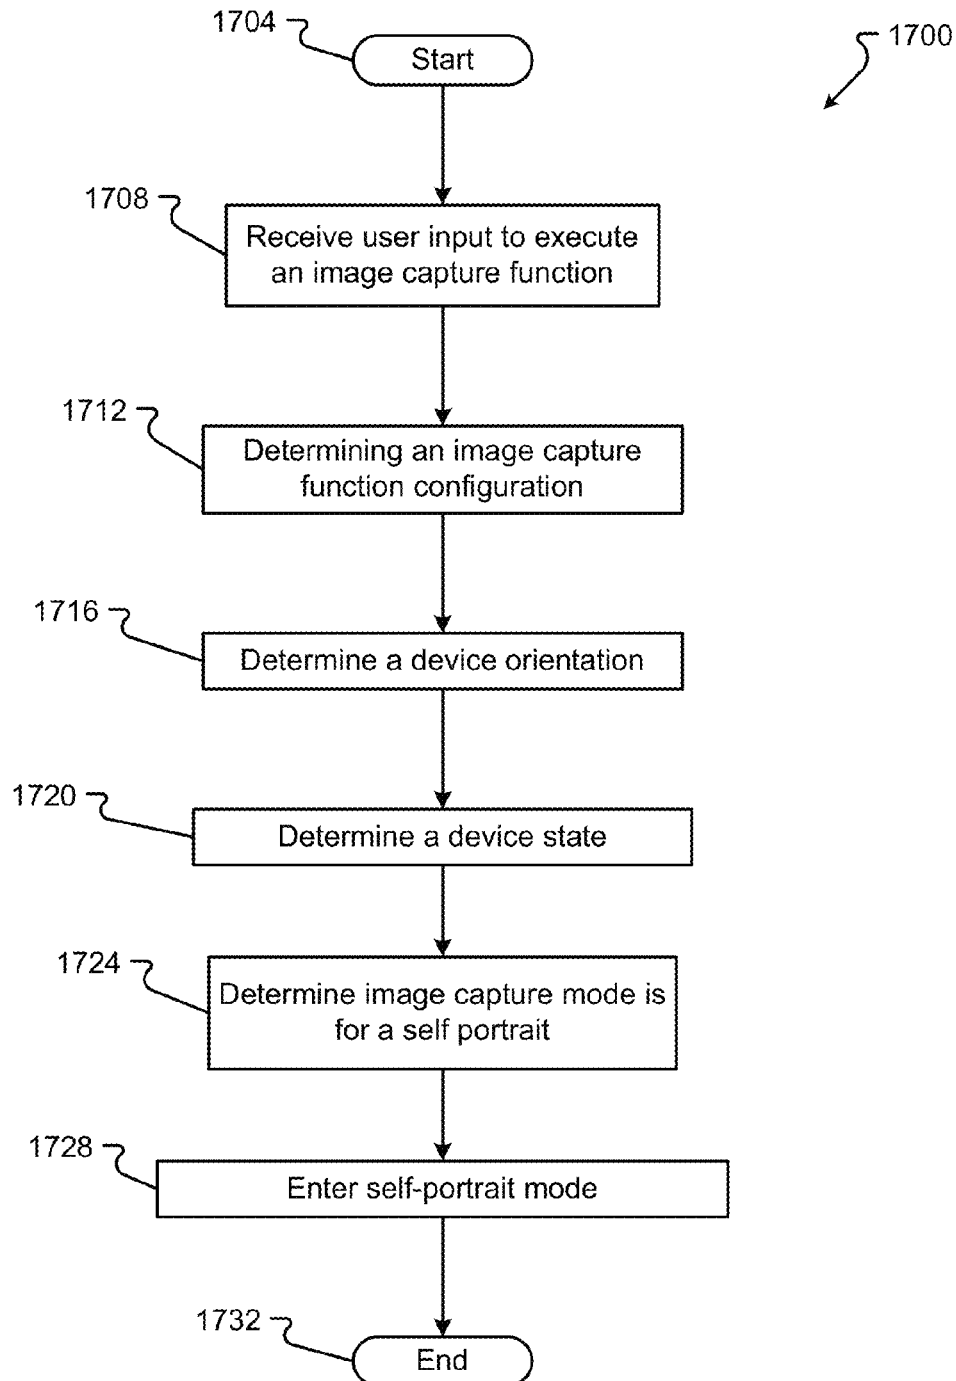 1704
Start
1700
1708
Receive user input to execute
an image capture function
1712
Determining an image capture
function configuration
1716
Determine a device orientation
1720
Determine a device state
1724
Determine image capture mode is
for a self portrait
1728
Enter self-portrait mode
1732
End